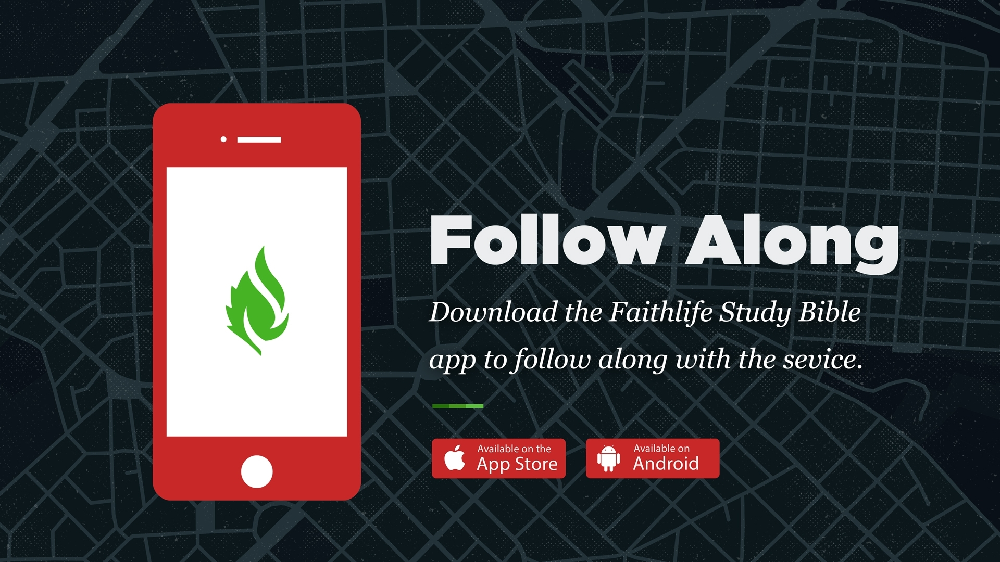 Follow Along
Download the Faithlife Study Bible
app to follow along with the sevice.
Available on the
App Store
Available on
Android